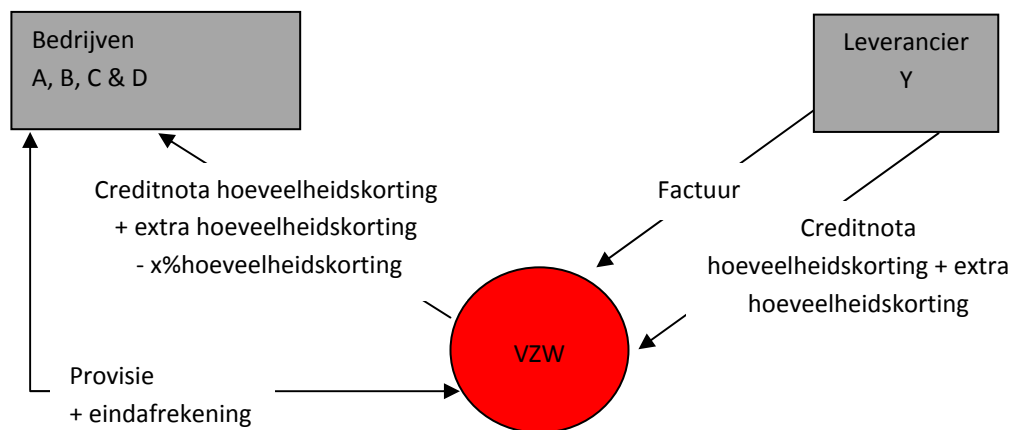 Bedrijven
A, B, C & D
Leverancier
Y
Creditnota hoeveelheidskorting
+ extra hoeveelheidskorting
- x%hoeveelheidskorting
Factuur
Creditnota
hoeveelheidskorting + extra
hoeveelheidskorting
VZW
Provisie
+ eindafrekening